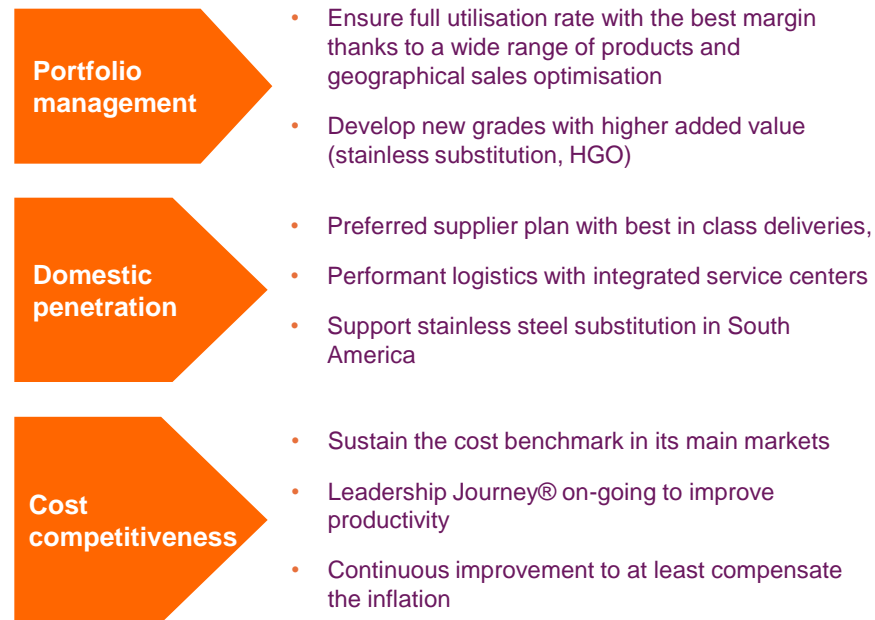 Portfolio
management
• Ensure full utilisation rate with the best margin
thanks to a wide range of products and
geographical sales optimisation
• Develop new grades with higher added value
(stainless substitution, HGO)
Domestic
penetration
• Preferred supplier plan with best in class deliveries,
• Performant logistics with integrated service centers
• Support stainless steel substitution in South
America
Cost
competitiveness
• Sustain the cost benchmark in its main markets
• Leadership Journey® on-going to improve
productivity
• Continuous improvement to at least compensate
the inflation